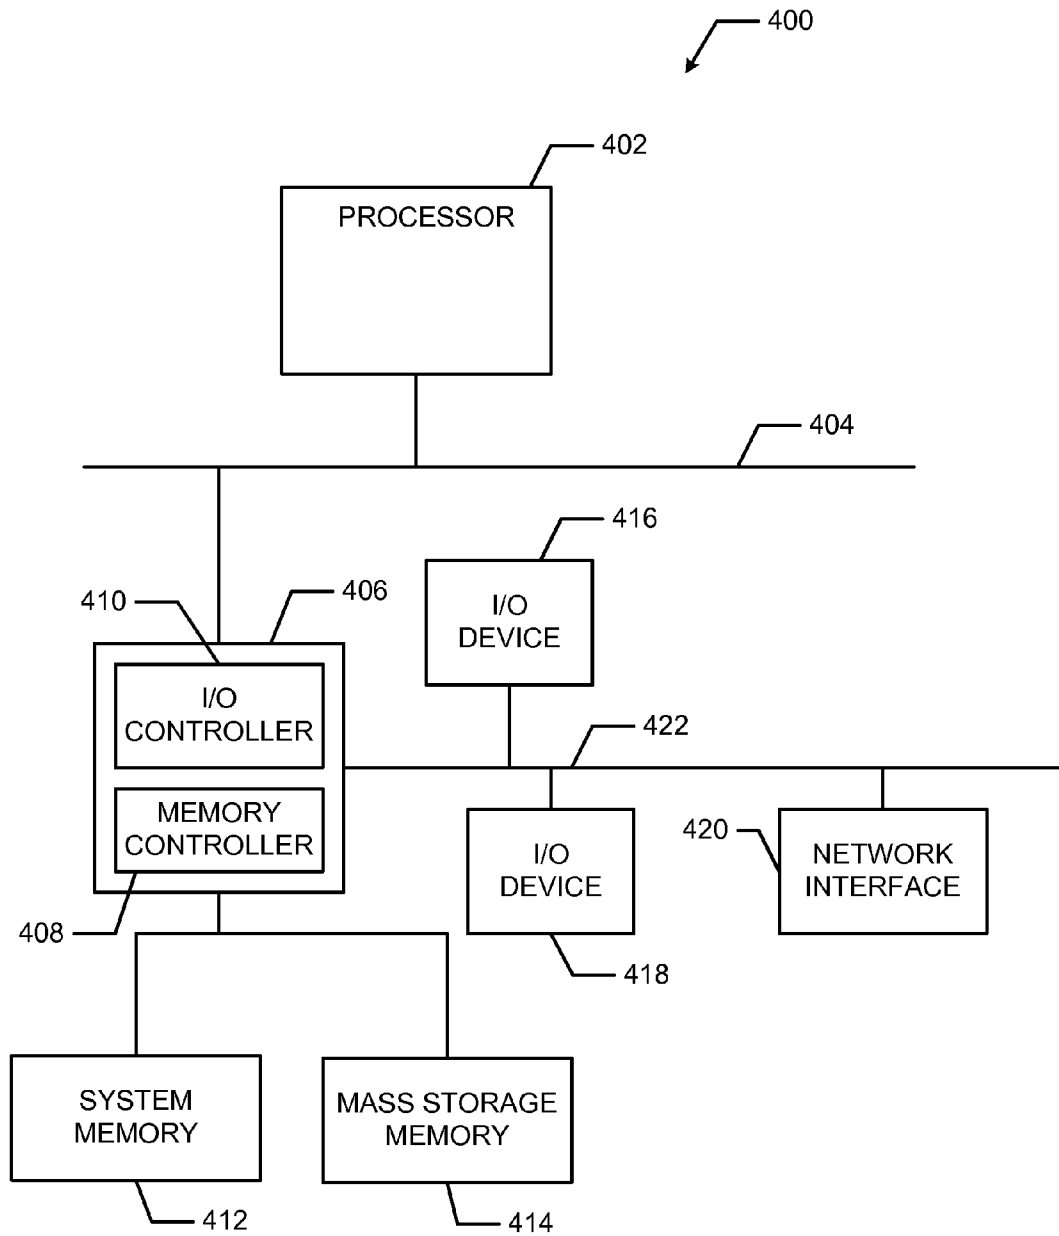 400
402
PROCESSOR
404
416
I/O
DEVICE
410
406
I/O
CONTROLLER
422
MEMORY
CONTROLLER
I/O
DEVICE
420
NETWORK
INTERFACE
408
418
SYSTEM
MEMORY
MASS STORAGE
MEMORY
412
414